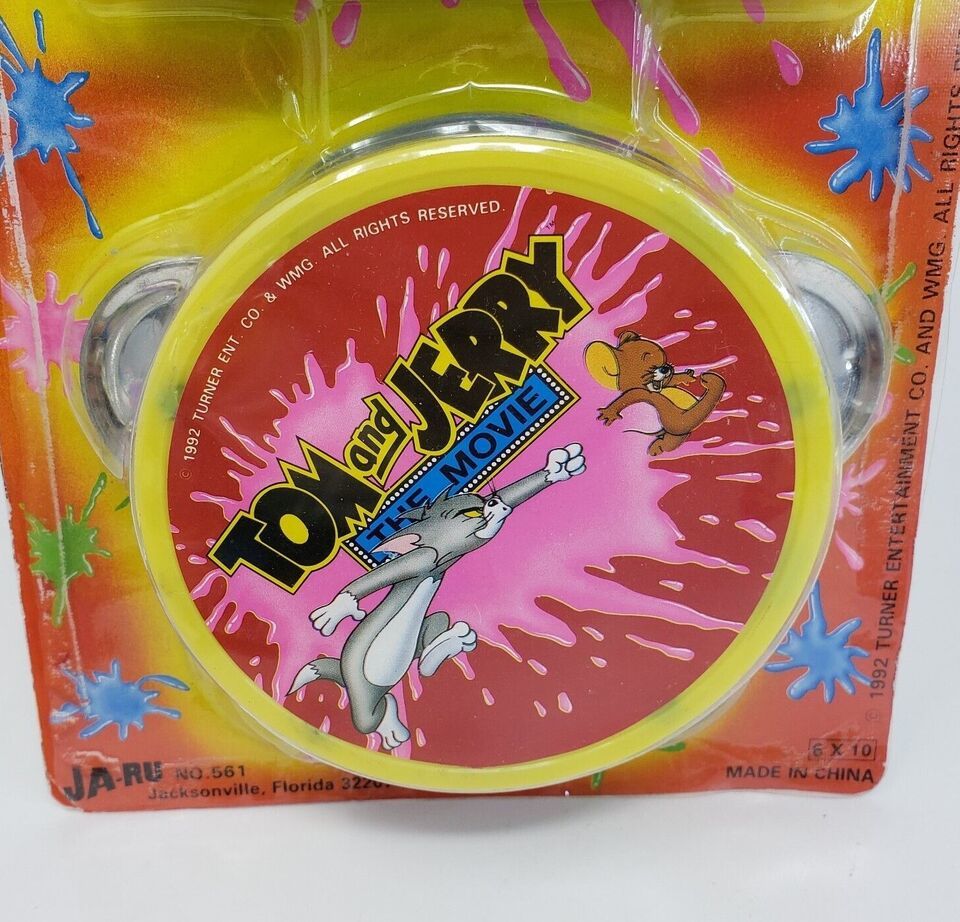 © 1992 TURNER ENT. CO. & WMG. ALL RIGHTS RESERVED.
TOM and JERRY ™
THE MOVIE
© 1992 TURNER ENTERTAINMENT CO. AND WMG. ALL RIGHTS
6 X 10
MADE IN CHINA
JA-RU NO.561
Jacksonville, Florida